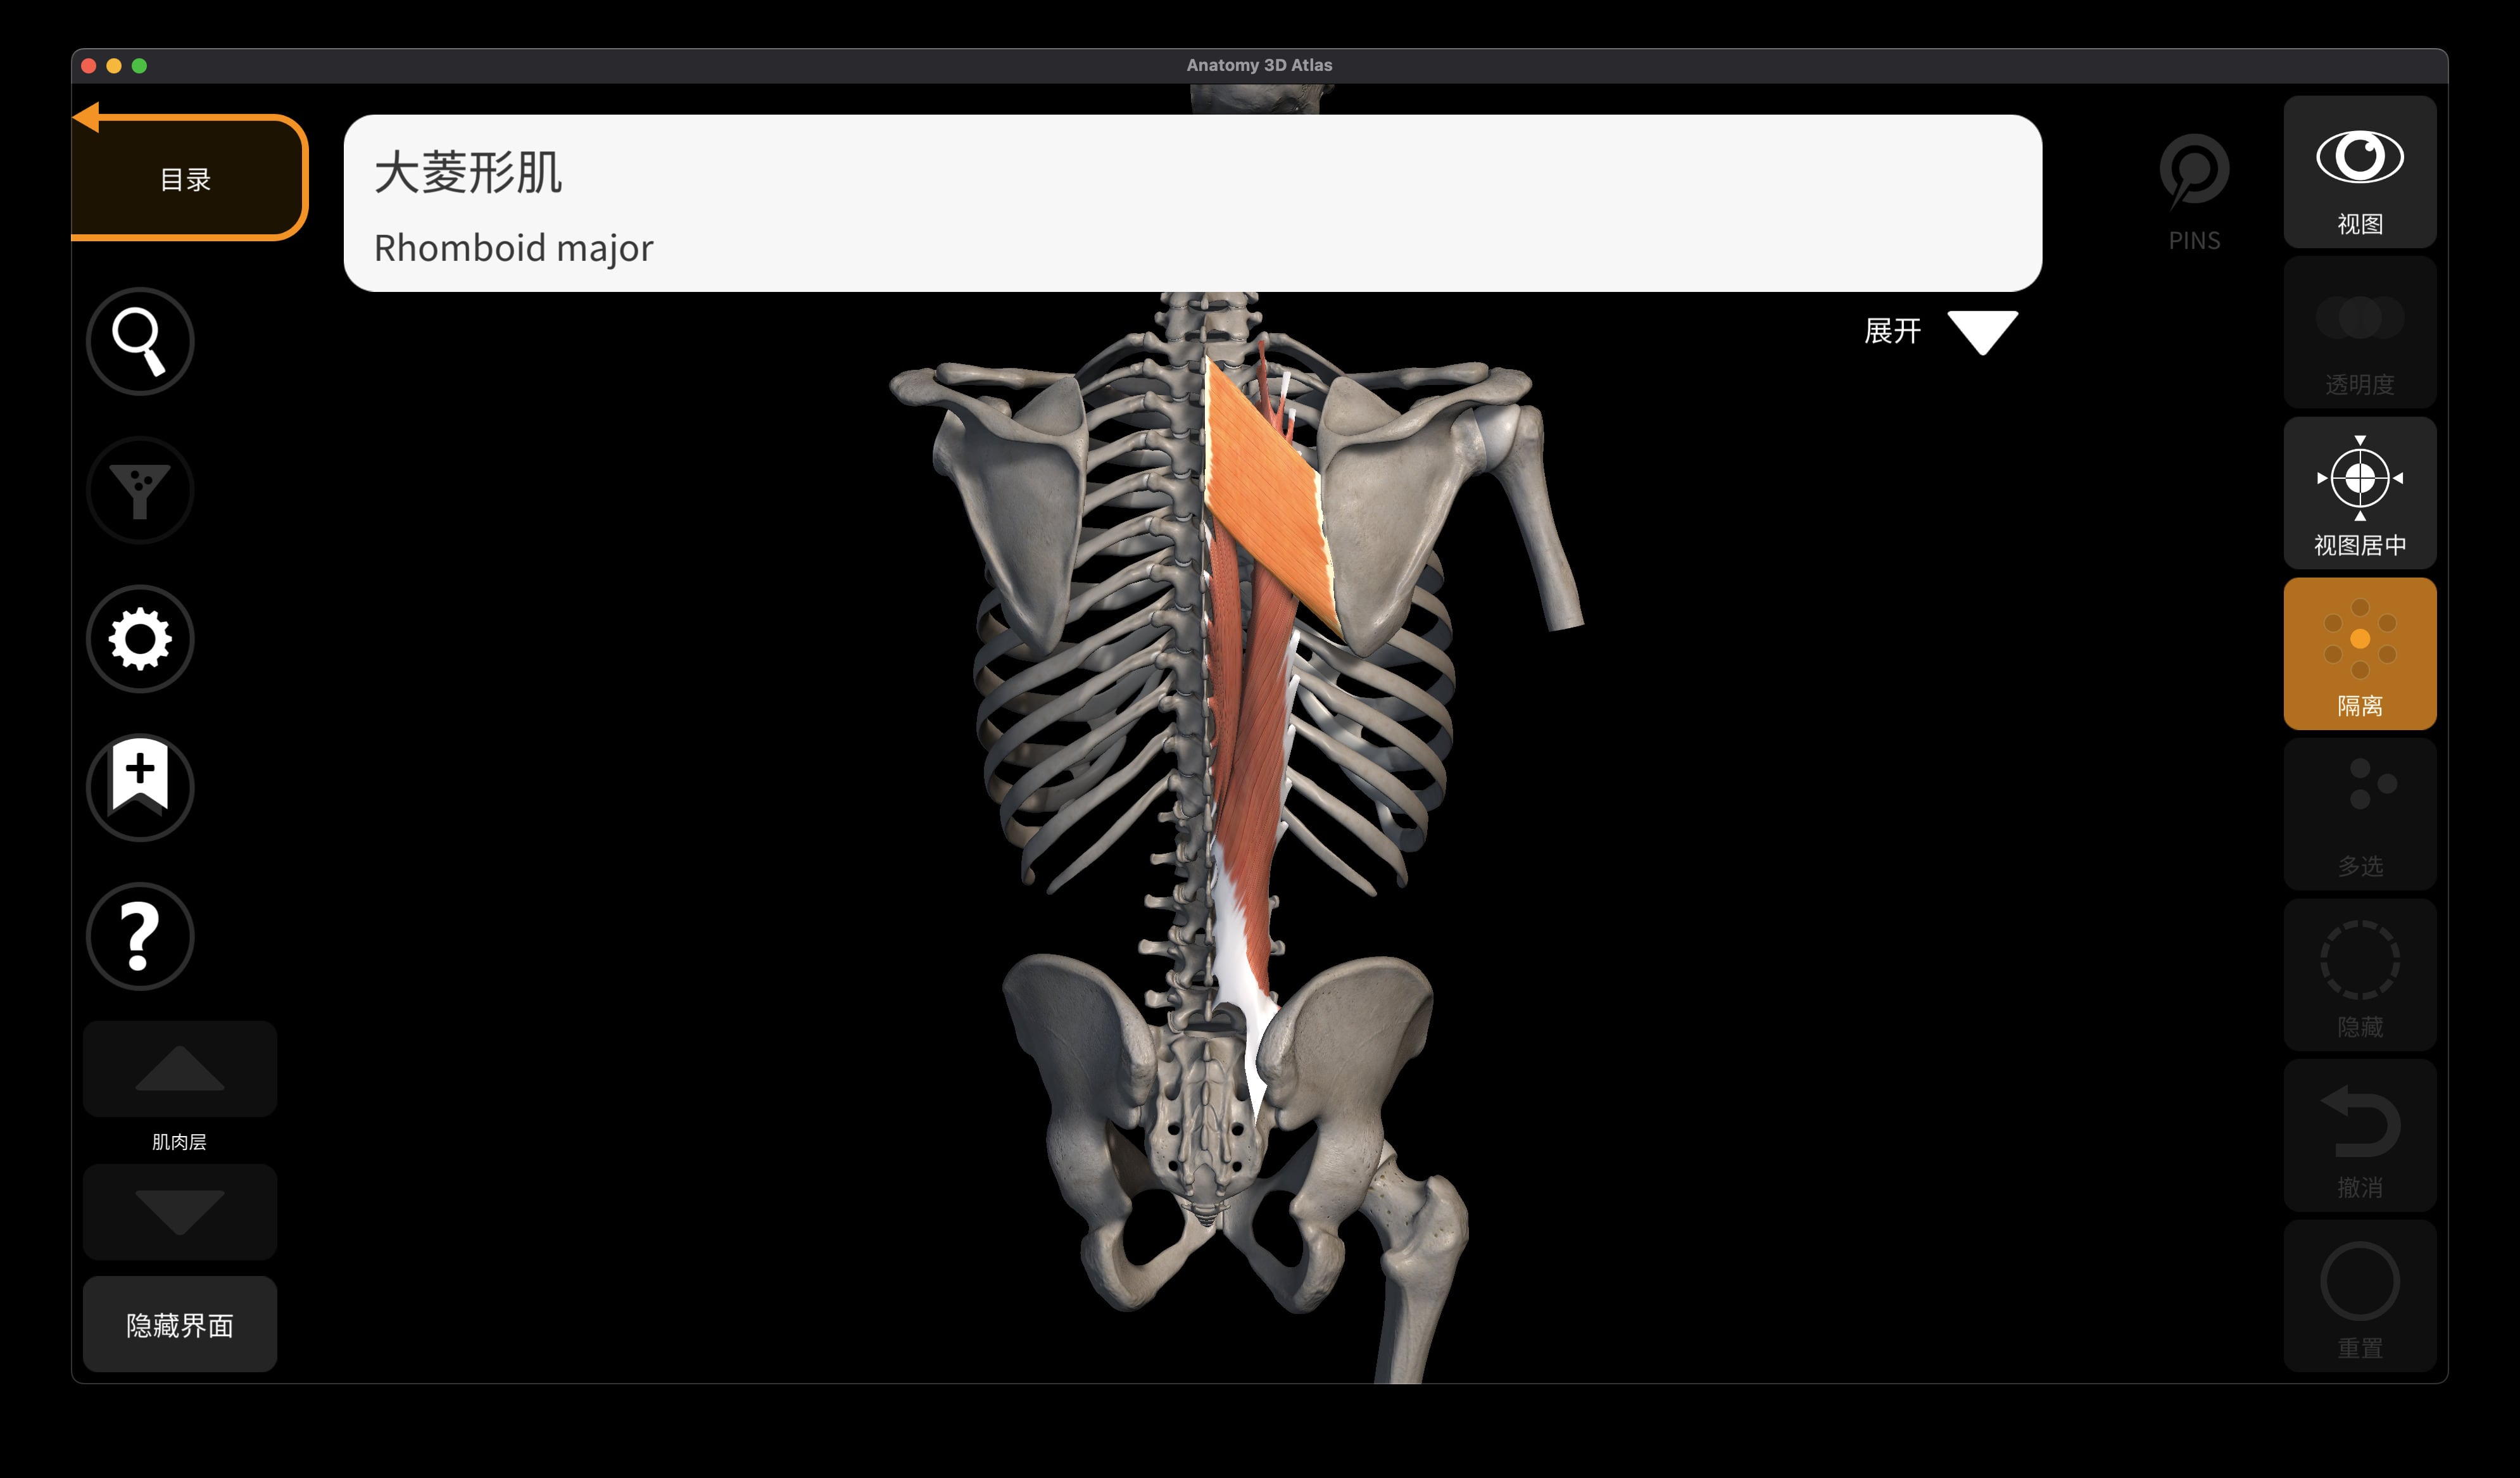 Anatomy 3D Atlas
目录
大菱形肌
Rhomboid major
展开
PINS
视图
透明度
视图居中
隔离
多选
隐藏
撤消
重置
肌肉层
隐藏界面